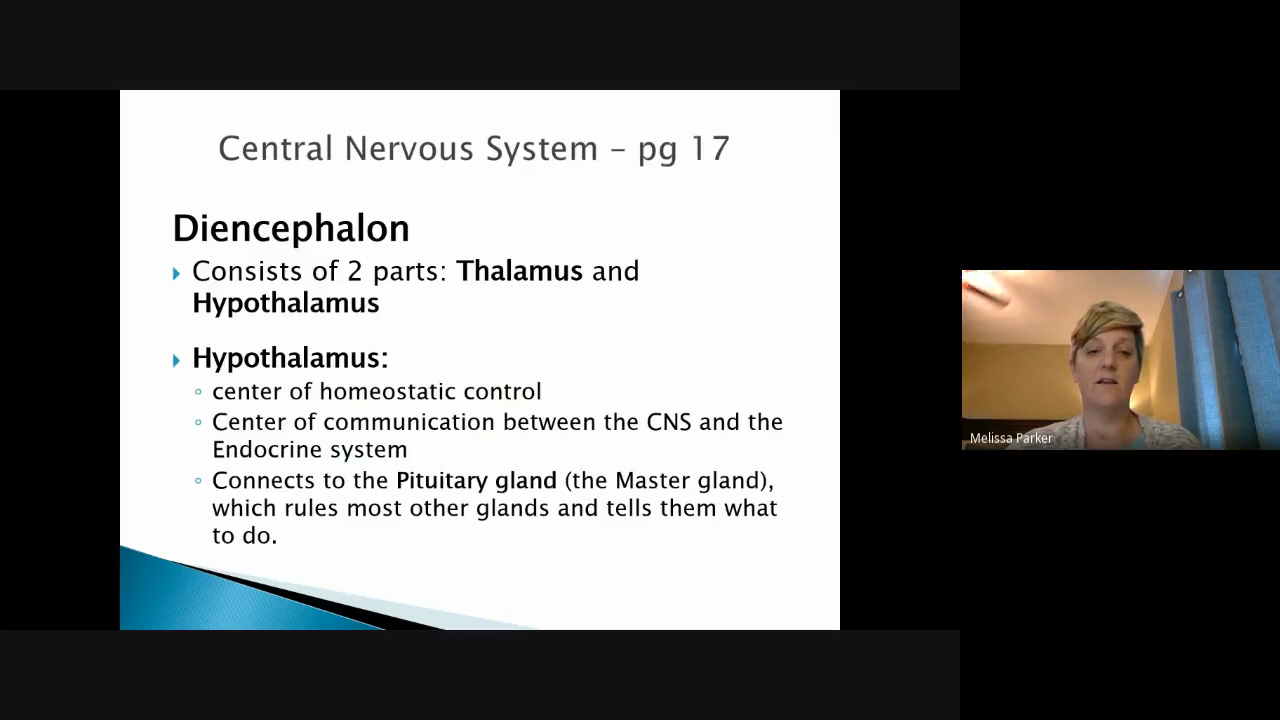 Central Nervous System – pg 17
Diencephalon
Consists of 2 parts: Thalamus and
Hypothalamus
Hypothalamus:
center of homeostatic control
Center of communication between the CNS and the
Endocrine system
Connects to the Pituitary gland (the Master gland),
which rules most other glands and tells them what
to do.
Melissa Parker